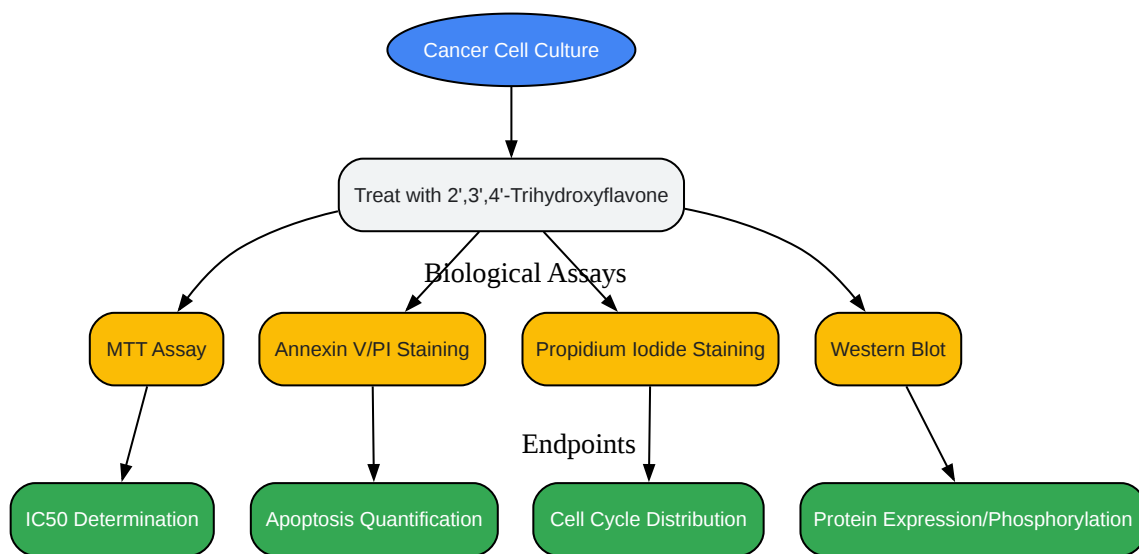 Cancer Cell Culture
Treat with 2',3',4'-Trihydroxyflavone
Biological Assays
MTT Assay
Annexin V/PI Staining
Propidium Iodide Staining
Western Blot
Endpoints
IC50 Determination
Apoptosis Quantification
Cell Cycle Distribution
Protein Expression/Phosphorylation